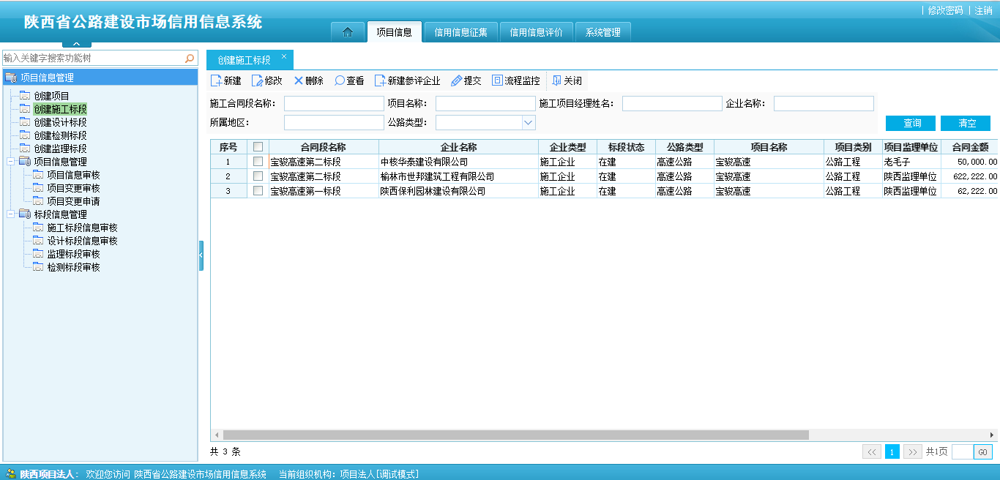 陕西省公路建设市场信用信息系统
| 修改密码 | 注销
项目信息 信用信息征集 信用信息评价 系统管理
输入关键字搜索功能树
创建施工标段 ×
项目信息管理
新建 修改 删除 查看 新建参评企业 提交 流程监控 关闭
创建项目
创建施工标段
创建设计标段
创建检测标段
创建监理标段
项目信息管理
项目信息审核
项目变更审核
项目变更申请
标段信息管理
施工标段信息审核
设计标段信息审核
监理标段审核
检测标段审核
施工合同段名称: 项目名称: 施工项目经理姓名: 企业名称:
所属地区: 公路类型:
查询 清空
序号 合同段名称 企业名称 企业类型 标段状态 公路类型 项目名称 项目类别 项目监理单位 合同金额
1 宝骏高速第二标段 中核华泰建设有限公司 施工企业 在建 高速公路 宝骏高速 公路工程 老毛子 50,000.00
2 宝骏高速第二标段 榆林市世邦建筑工程有限公司 施工企业 在建 高速公路 宝骏高速 公路工程 陕西监理单位 622,222.00
3 宝骏高速第一标段 陕西保利园林建设有限公司 施工企业 在建 高速公路 宝骏高速 公路工程 陕西监理单位 62,222.00
共 3 条
<< 1 >> 共1页 GO
陕西项目法人: 欢迎您访问 陕西省公路建设市场信用信息系统 当前组织机构: 项目法人[调试模式]